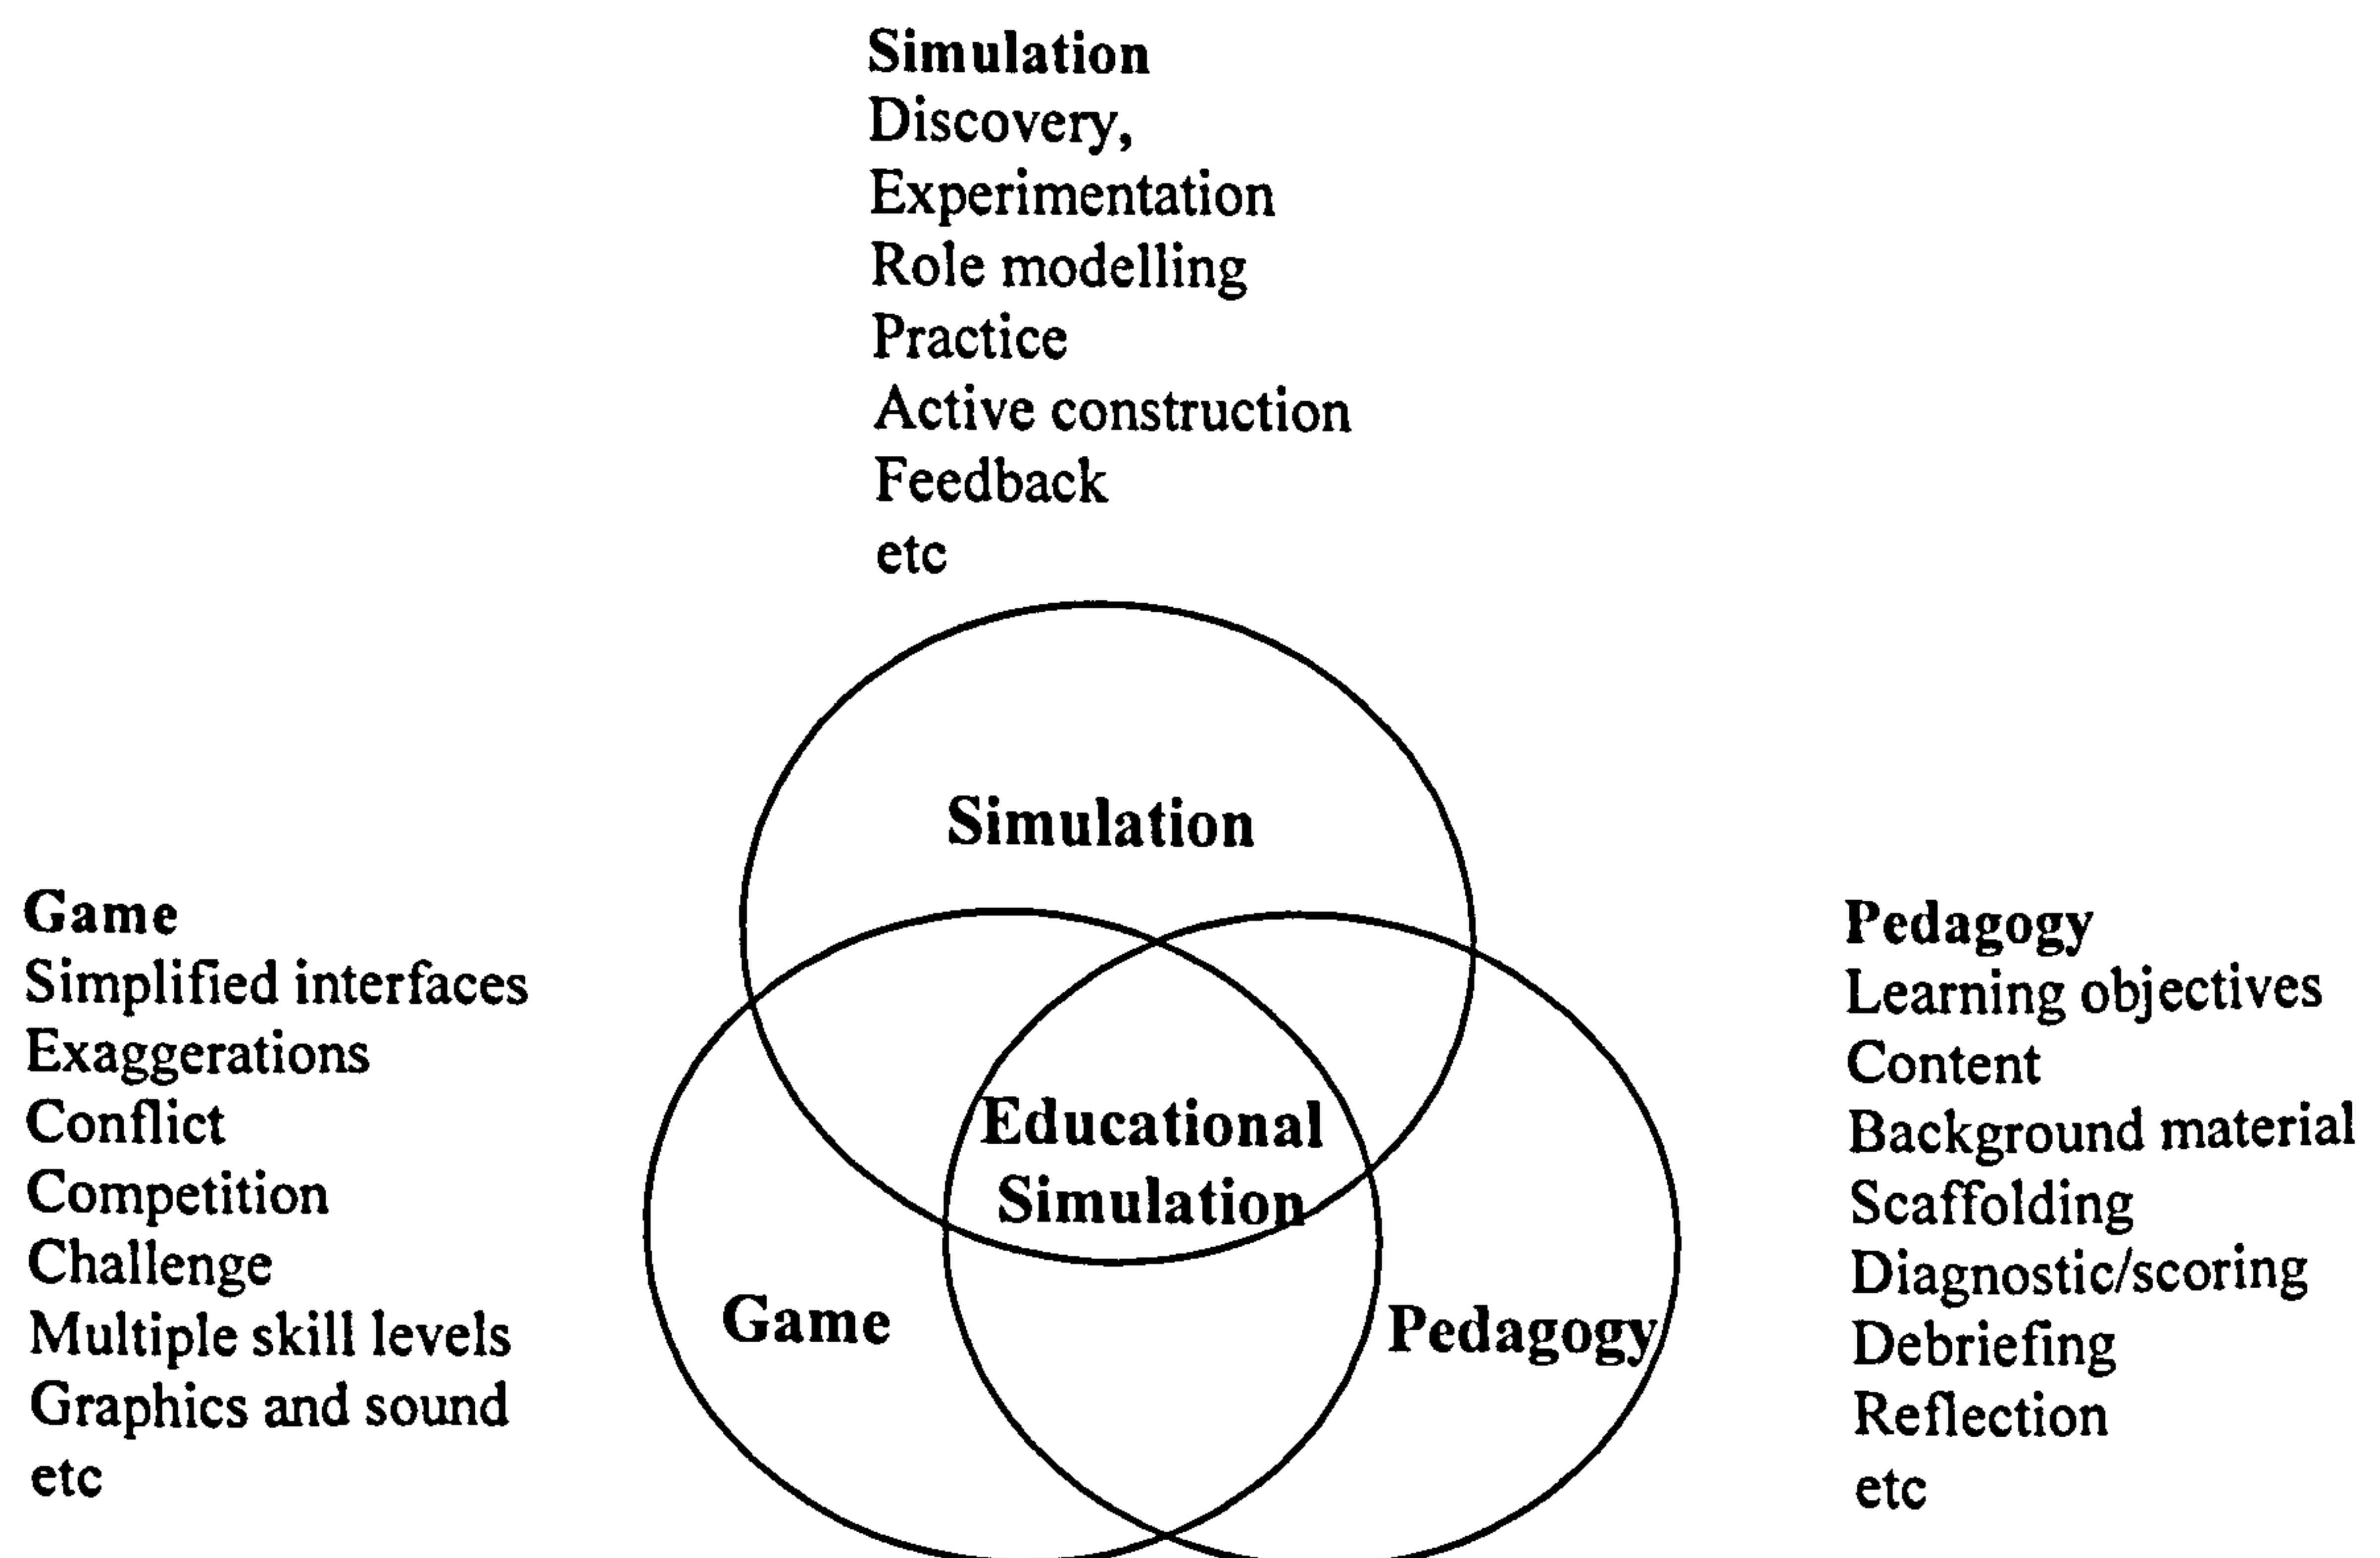 Simulation
Discovery,
Experimentation
Role modelling
Practice
Active construction
Feedback
etc
Simulation
Game
Simplified interfaces
Exaggerations
Conflict
Competition
Challenge
Multiple skill levels
Graphics and sound
etc
Educational
Simulation
Game
Pedagogy
Pedagogy
Learning objectives
Content
Background material
Scaffolding
Diagnostic/scoring
Debriefing
Reflection
etc